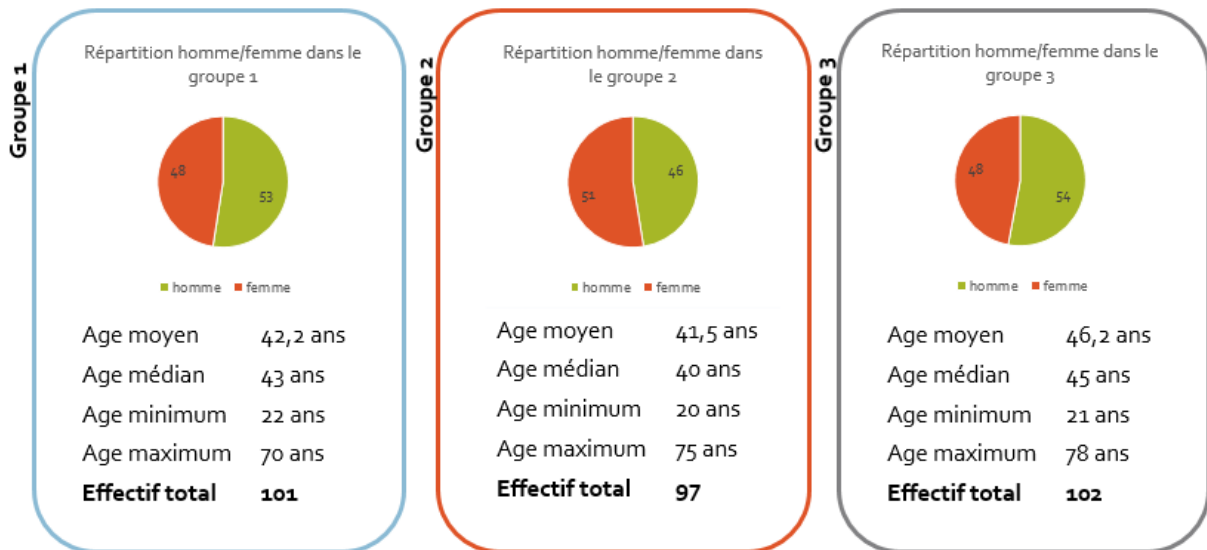 Groupe 1
Répartition homme/femme dans le
groupe 1
48
53
homme femme
Age moyen 42,2 ans
Age médian 43 ans
Age minimum 22 ans
Age maximum 70 ans
Effectif total 101
Groupe 2
Répartition homme/femme dans
le groupe 2
46
51
homme femme
Age moyen 41,5 ans
Age médian 40 ans
Age minimum 20 ans
Age maximum 75 ans
Effectif total 97
Groupe 3
Répartition homme/femme dans le
groupe 3
48
54
homme femme
Age moyen 46,2 ans
Age médian 45 ans
Age minimum 21 ans
Age maximum 78 ans
Effectif total 102